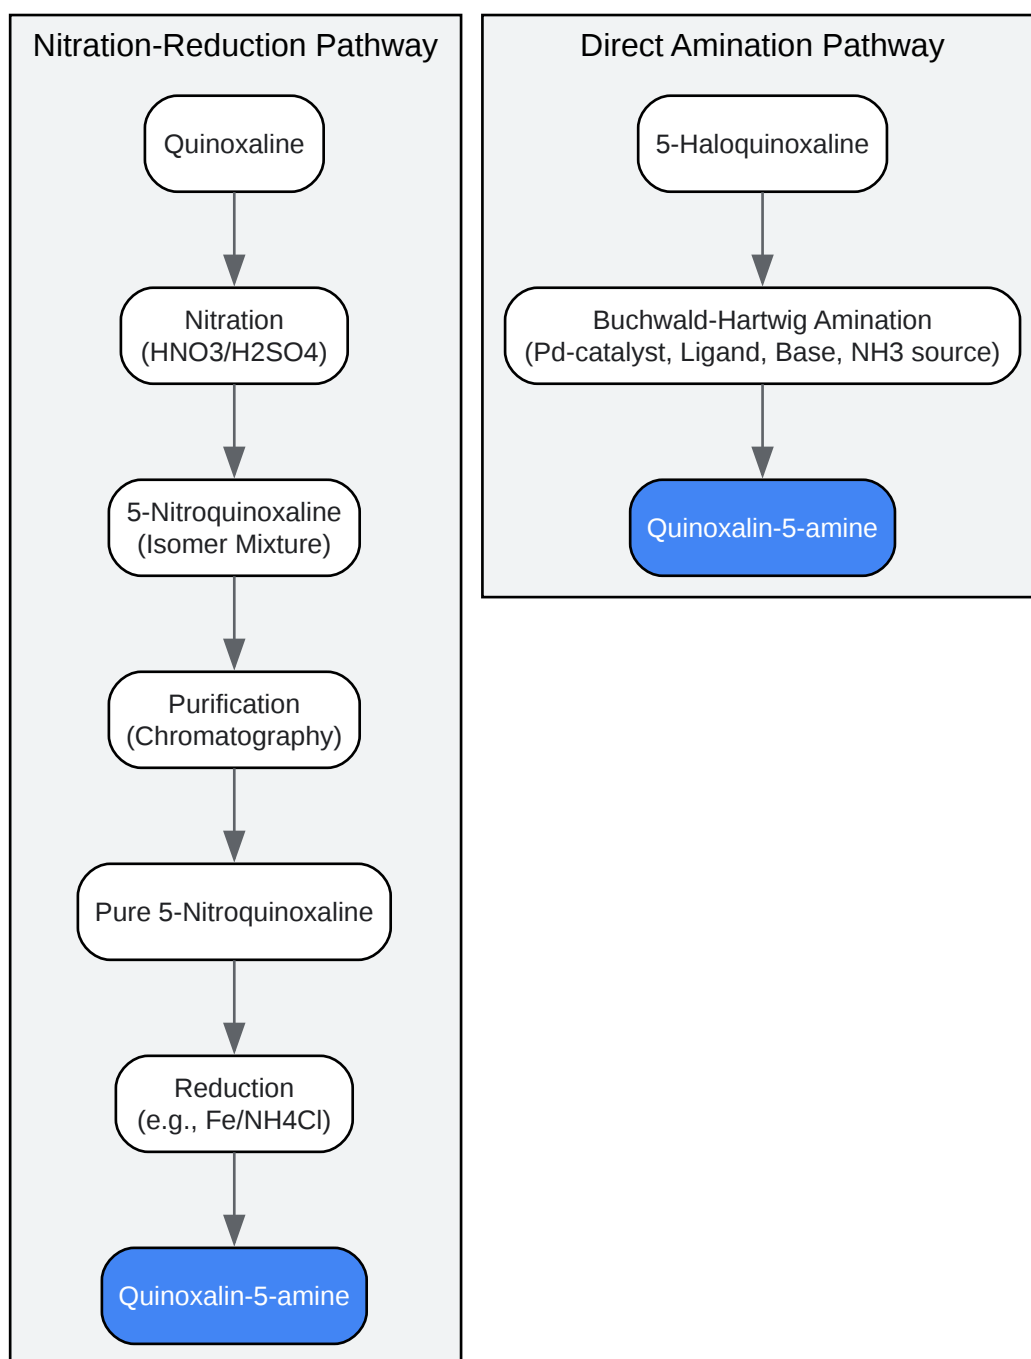 Nitration-Reduction Pathway
Quinoxaline
Nitration
(HNO3/H2SO4)
5-Nitroquinoxaline
(Isomer Mixture)
Purification
(Chromatography)
Pure 5-Nitroquinoxaline
Reduction
(e.g., Fe/NH4Cl)
Quinoxalin-5-amine
Direct Amination Pathway
5-Haloquinoxaline
Buchwald-Hartwig Amination
(Pd-catalyst, Ligand, Base, NH3 source)
Quinoxalin-5-amine